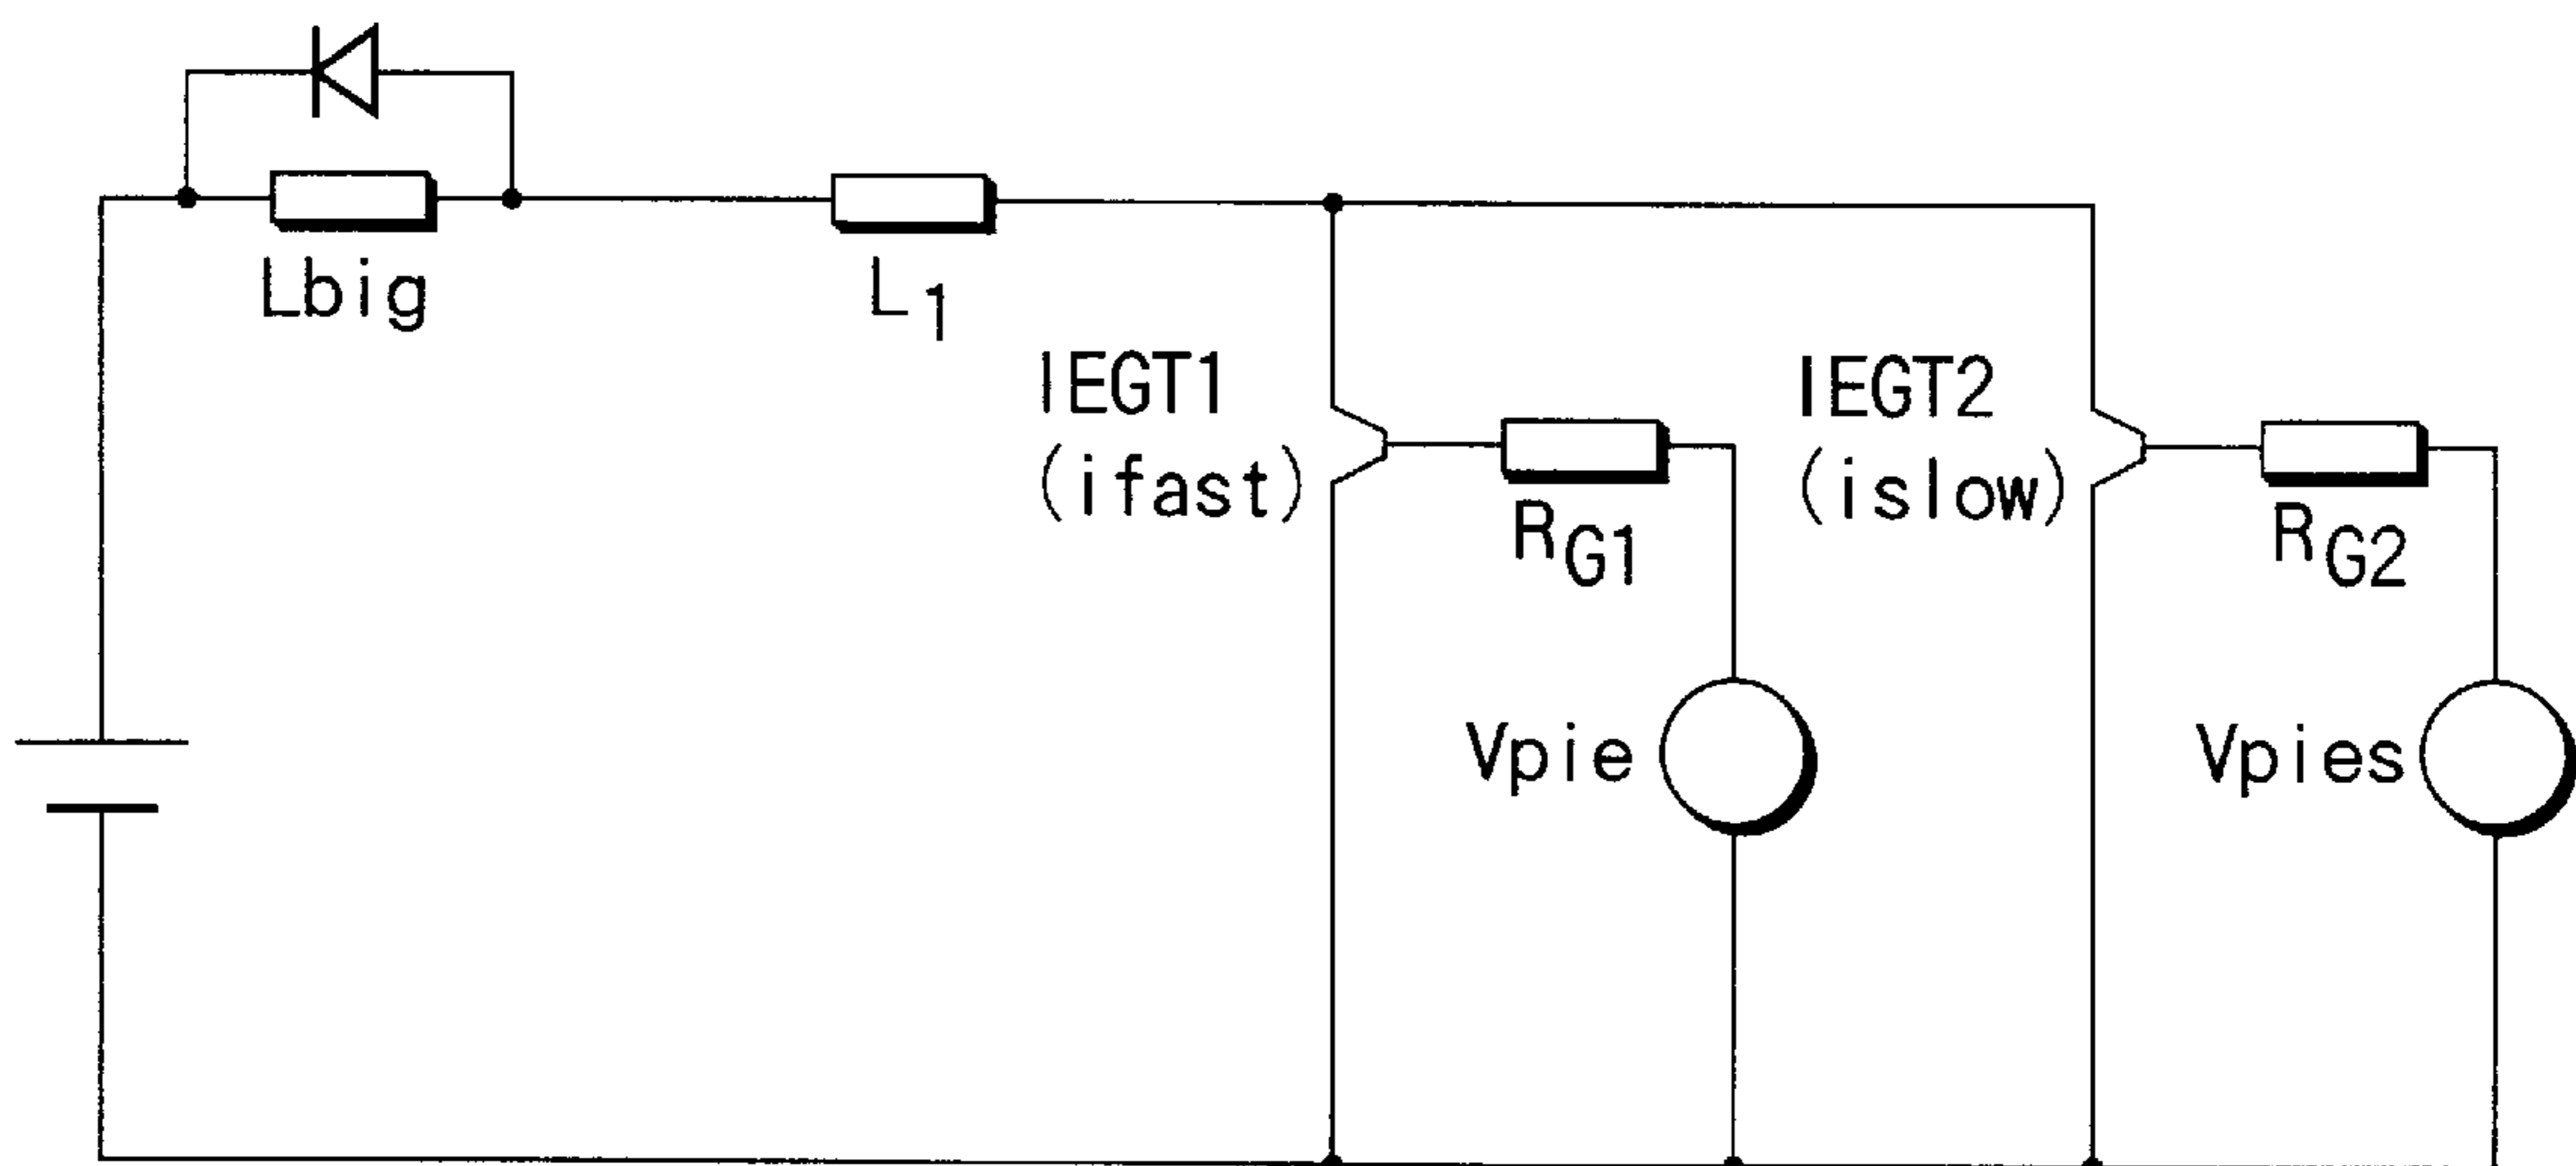 Lbig
L1
IEGT1
(ifast)
RG1
Vpie
IEGT2
(islow)
RG2
Vpies